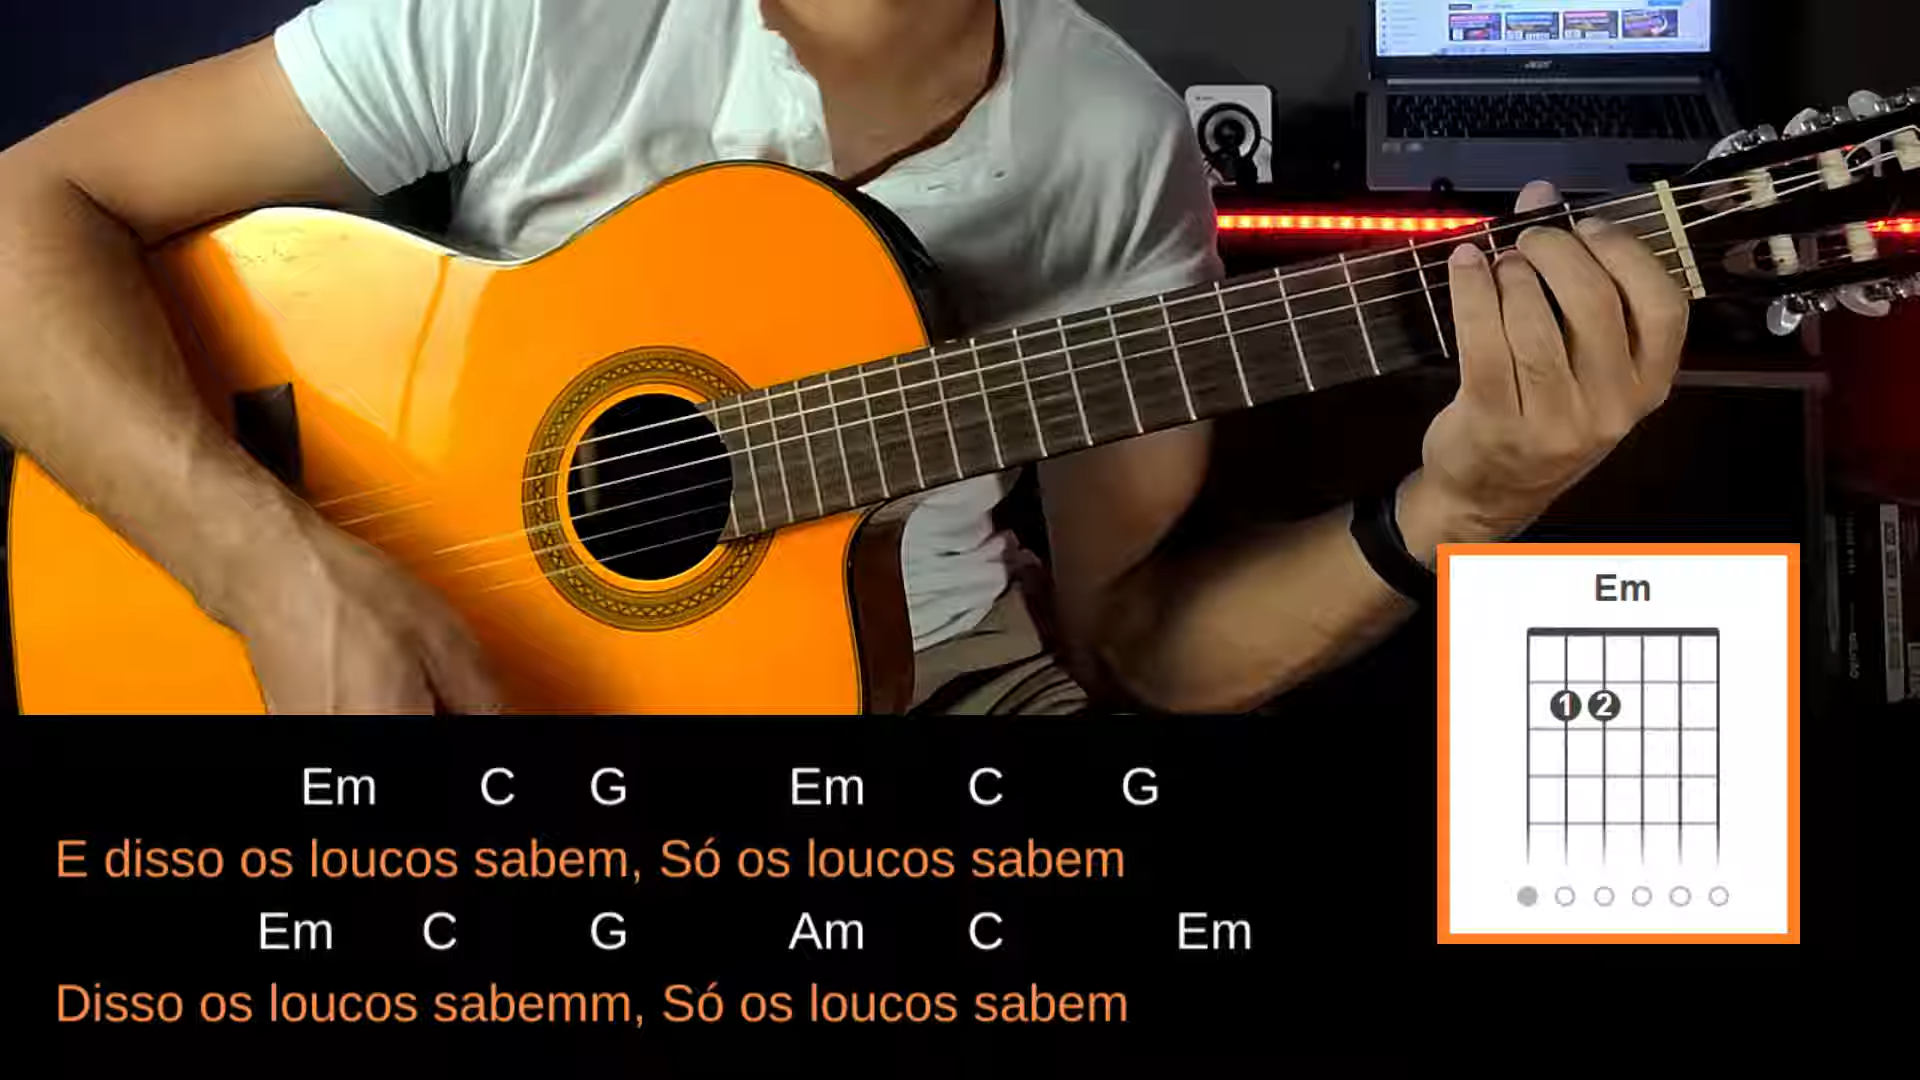 acer
Em
1 2
Em C G Em C G
E disso os loucos sabem, Só os loucos sabem
Em C G Am C Em
Disso os loucos sabemm, Só os loucos sabem